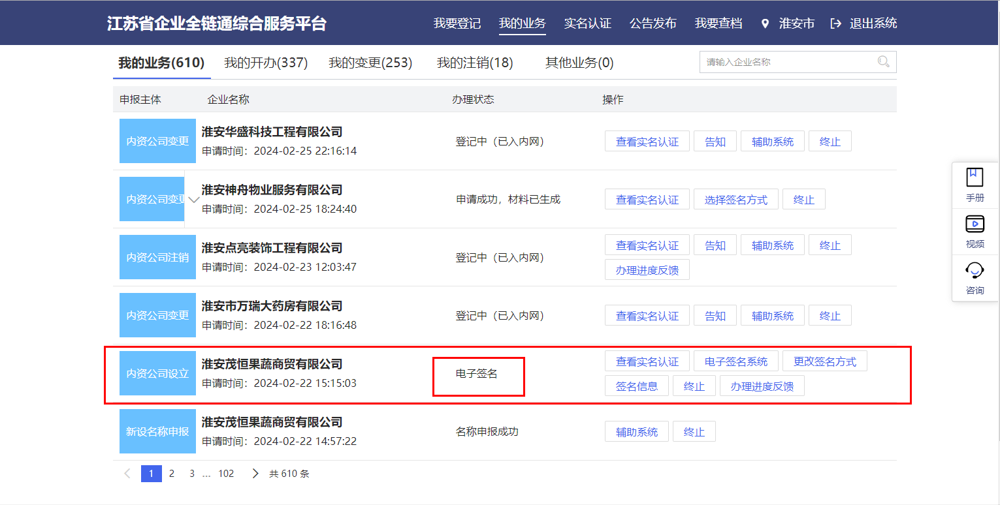 江苏省企业全链通综合服务平台 我要登记 我的业务 实名认证 公告发布 我要查档 淮安市 退出系统
我的业务(610) 我的开办(337) 我的变更(253) 我的注销(18) 其他业务(0) 请输入企业名称
申报主体 企业名称 办理状态 操作
内资公司变更 淮安华盛科技工程有限公司 登记中（已入内网） 查看实名认证 告知 辅助系统 终止
申请时间：2024-02-25 22:16:14
内资公司变更 淮安神舟物业服务有限公司 申请成功，材料已生成 查看实名认证 选择签名方式 终止
申请时间：2024-02-25 18:24:40
内资公司注销 淮安点亮装饰工程有限公司 登记中（已入内网） 查看实名认证 告知 辅助系统 终止
申请时间：2024-02-23 12:03:47 办理进度反馈
内资公司变更 淮安市万瑞大药房有限公司 登记中（已入内网） 查看实名认证 告知 辅助系统 终止
申请时间：2024-02-22 18:16:48
内资公司设立 淮安茂恒果蔬商贸有限公司 电子签名 查看实名认证 电子签名系统 更改签名方式
申请时间：2024-02-22 15:15:03 签名信息 终止 办理进度反馈
新设名称申报 淮安茂恒果蔬商贸有限公司 名称申报成功 辅助系统 终止
申请时间：2024-02-22 14:57:22
1 2 3 ... 102 共 610 条
手册
视频
咨询